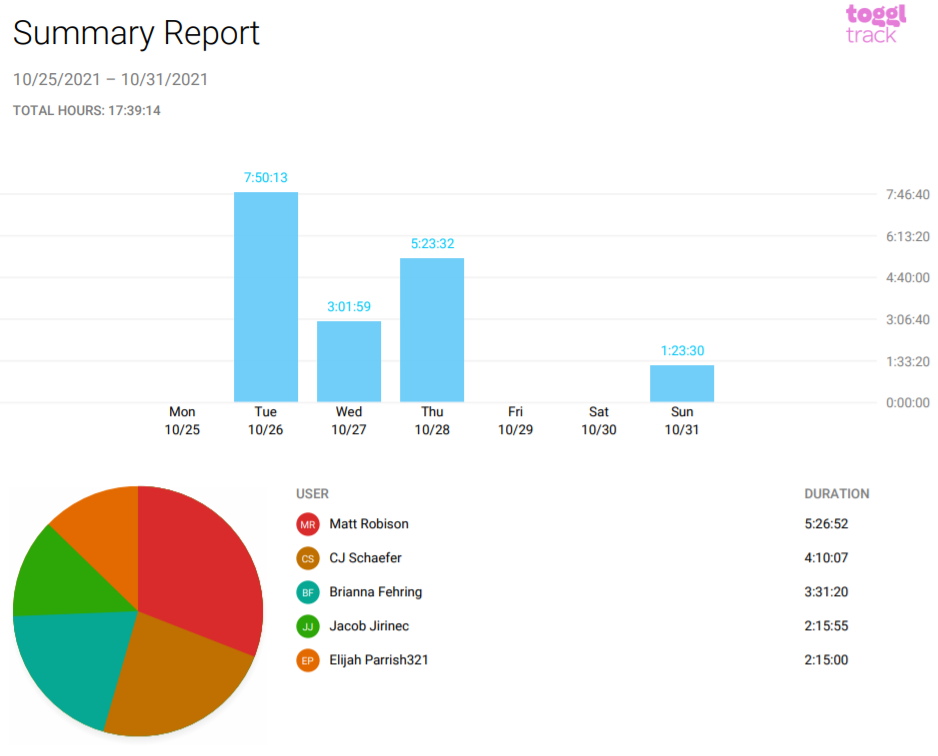 toggl
track
Summary Report
10/25/2021 – 10/31/2021
TOTAL HOURS: 17:39:14
7:50:13
7:46:40
6:13:20
5:23:32
4:40:00
3:01:59
3:06:40
1:23:30
1:33:20
0:00:00
Mon Tue Wed Thu Fri Sat Sun
10/25 10/26 10/27 10/28 10/29 10/30 10/31
USER DURATION
MR Matt Robison 5:26:52
CS CJ Schaefer 4:10:07
BF Brianna Fehring 3:31:20
JJ Jacob Jirinec 2:15:55
EP Elijah Parrish321 2:15:00